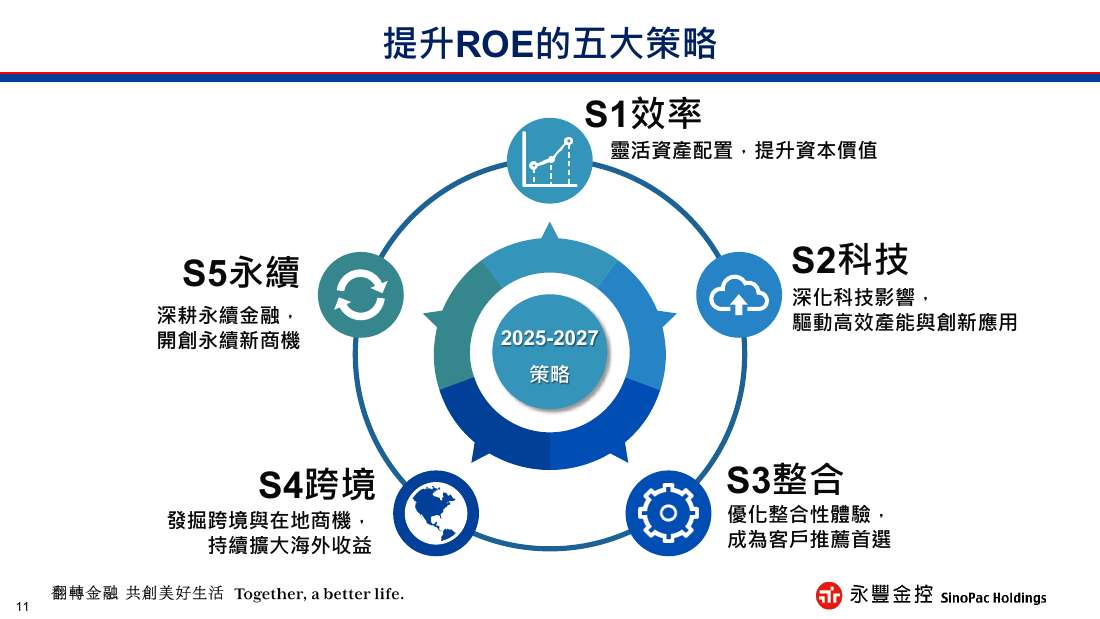 提升ROE的五大策略
S1效率
靈活資產配置，提升資本價值
S2科技
深化科技影響，
驅動高效產能與創新應用
S3整合
優化整合性體驗，
成為客戶推薦首選
S4跨境
發掘跨境與在地商機，
持續擴大海外收益
S5永續
深耕永續金融，
開創永續新商機
2025-2027
策略
翻轉金融 共創美好生活 Together, a better life.
11
永豐金控 SinoPac Holdings